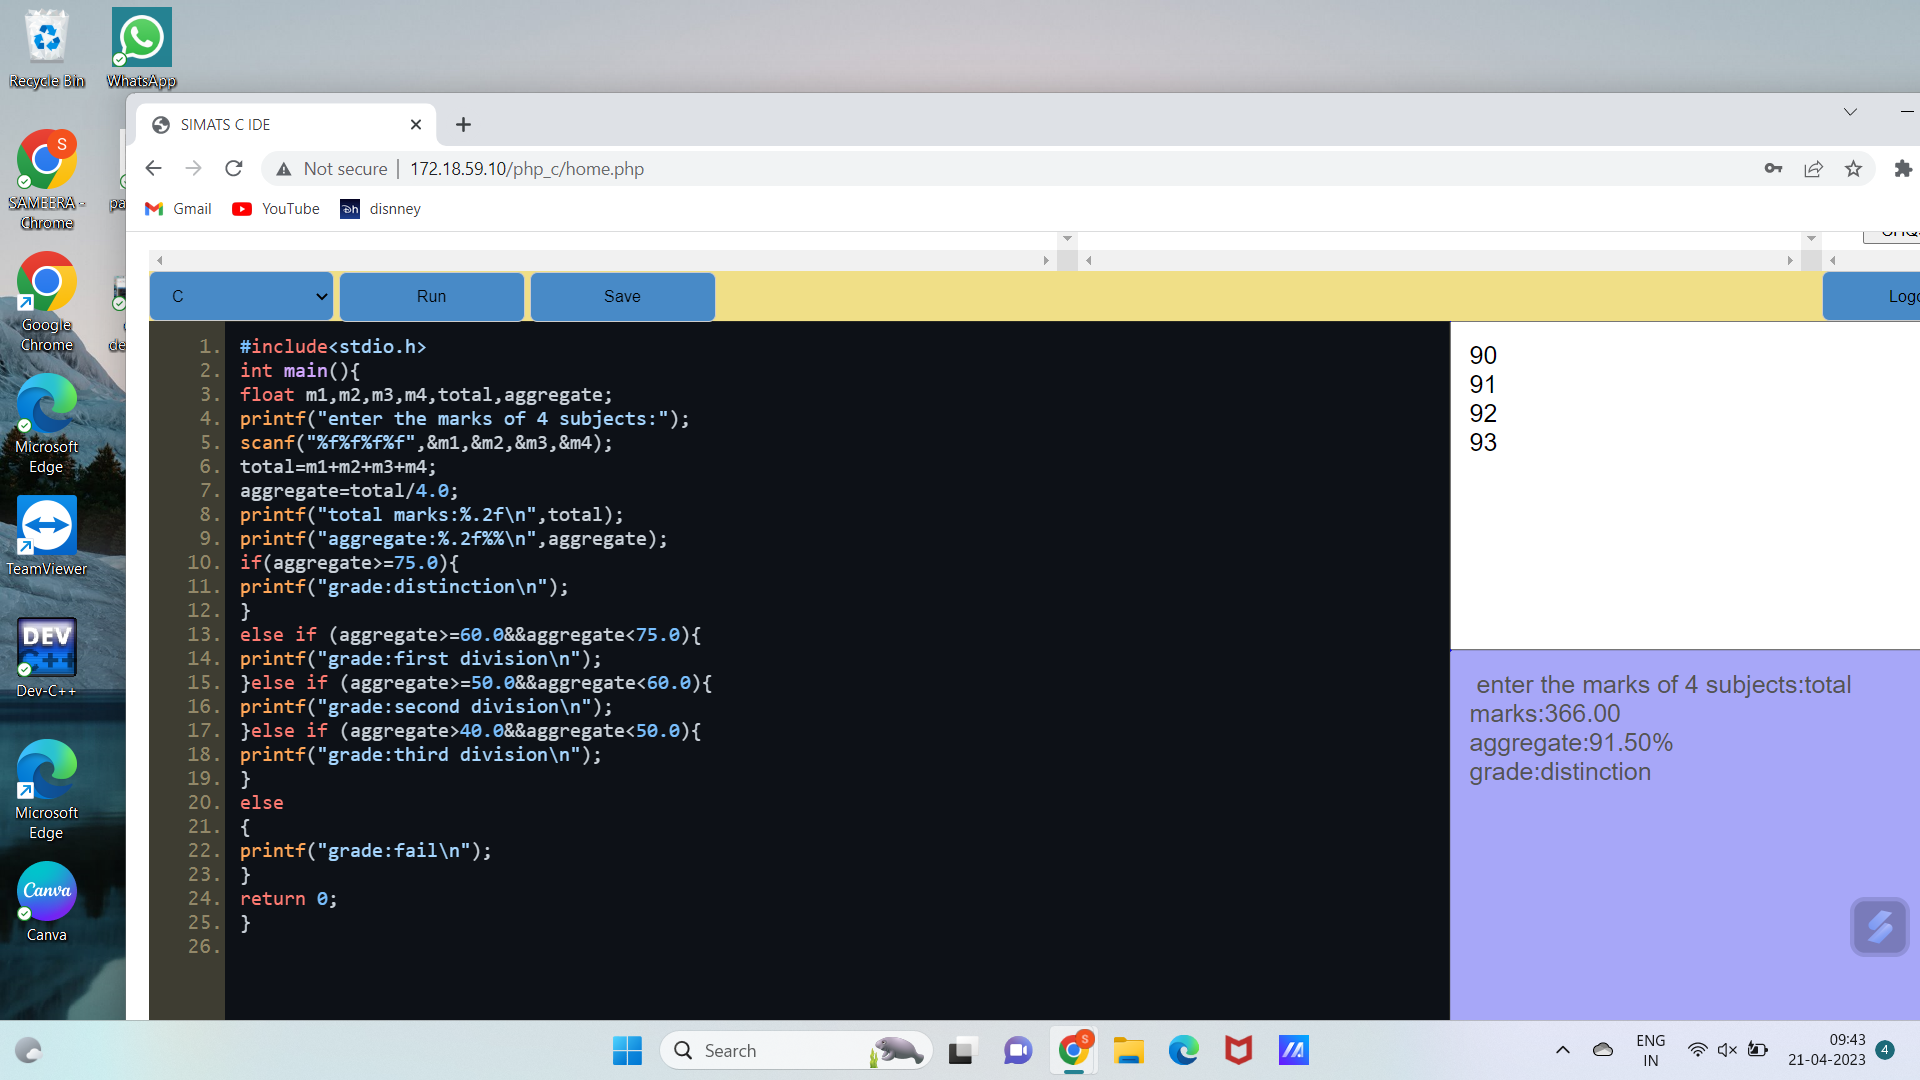 Recycle Bin
WhatsApp
SAMEERA -
Chrome
pa
Google
Chrome
de
Microsoft
Edge
TeamViewer
DEV
C++
Dev-C++
Microsoft
Edge
Canva
Canva
SIMATS C IDE
Not secure
172.18.59.10/php_c/home.php
Gmail
YouTube
disnney
C
Run
Save
Logo
1. #include<stdio.h>
2. int main(){
3. float m1,m2,m3,m4,total,aggregate;
4. printf("enter the marks of 4 subjects:");
5. scanf("%f%f%f%f",&m1,&m2,&m3,&m4);
6. total=m1+m2+m3+m4;
7. aggregate=total/4.0;
8. printf("total marks:%.2f\n",total);
9. printf("aggregate:%.2f%%\n",aggregate);
10. if(aggregate>=75.0){
11. printf("grade:distinction\n");
12. }
13. else if (aggregate>=60.0&&aggregate<75.0){
14. printf("grade:first division\n");
15. }else if (aggregate>=50.0&&aggregate<60.0){
16. printf("grade:second division\n");
17. }else if (aggregate>40.0&&aggregate<50.0){
18. printf("grade:third division\n");
19. }
20. else
21. {
22. printf("grade:fail\n");
23. }
24. return 0;
25. }
26.
90
91
92
93
enter the marks of 4 subjects:total
marks:366.00
aggregate:91.50%
grade:distinction
Search
ENG
IN
09:43
21-04-2023
4